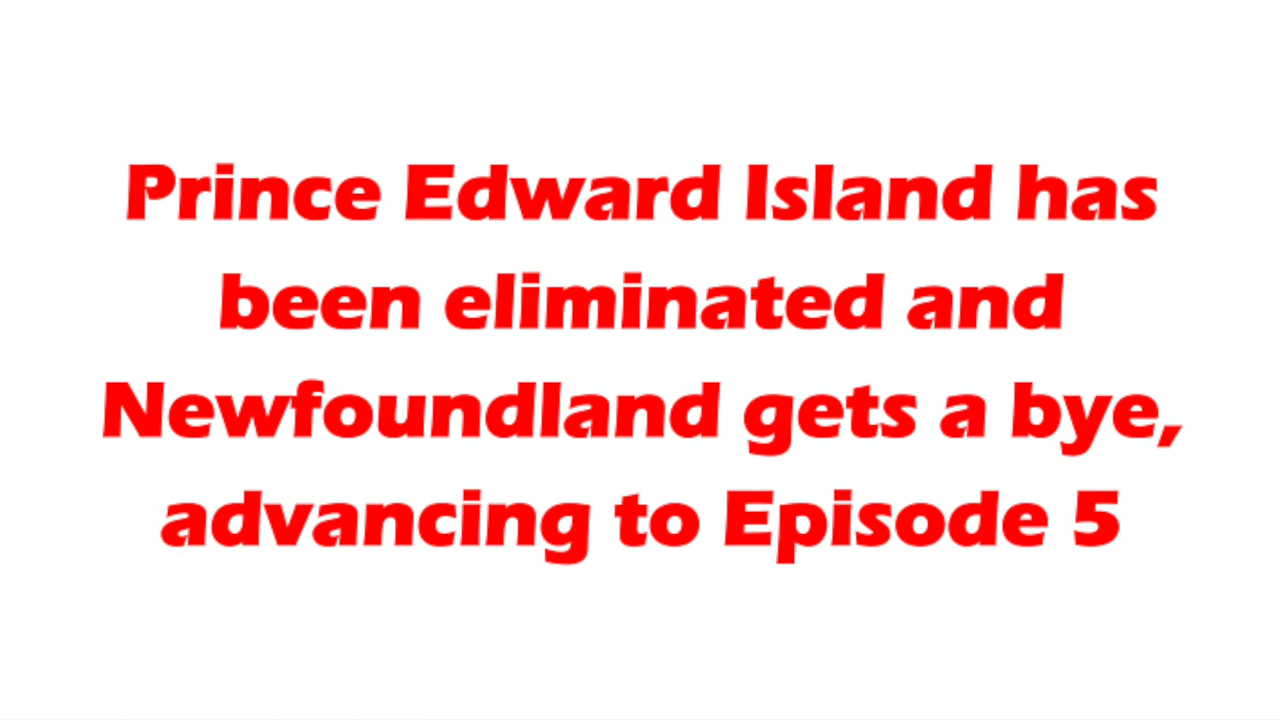 Prince Edward Island has
been eliminated and
Newfoundland gets a bye,
advancing to Episode 5